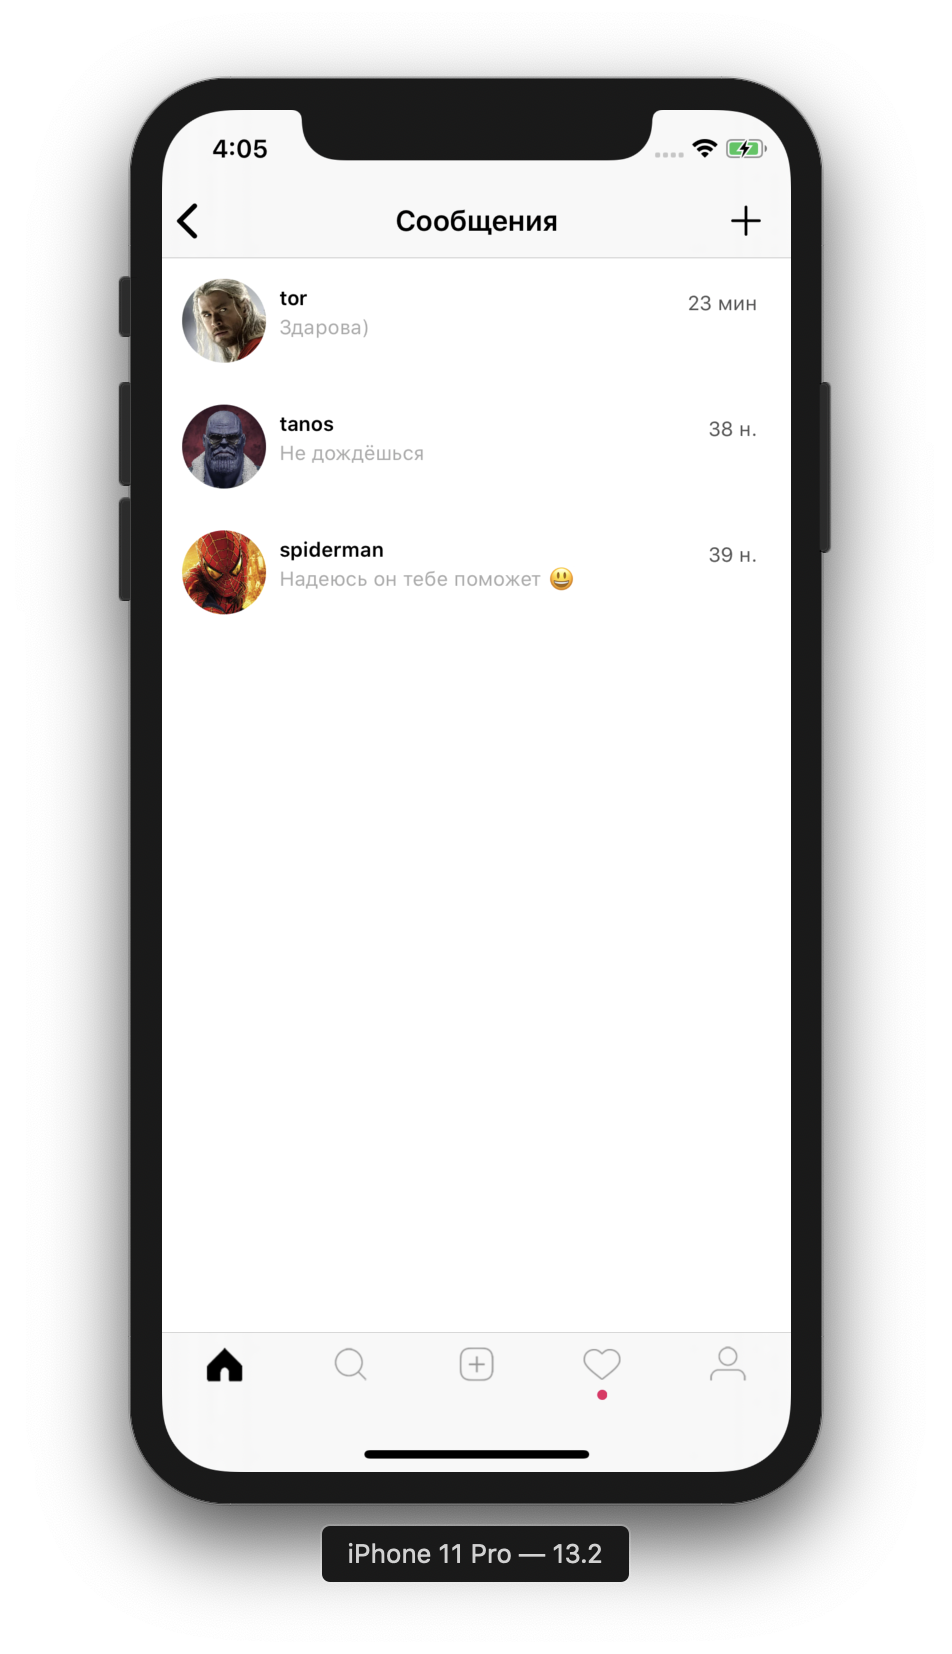 4:05
Сообщения
tor
23 мин
Здарова)
tanos
38 н.
Не дождёшься
spiderman
39 н.
Надеюсь он тебе поможет 😃
iPhone 11 Pro — 13.2